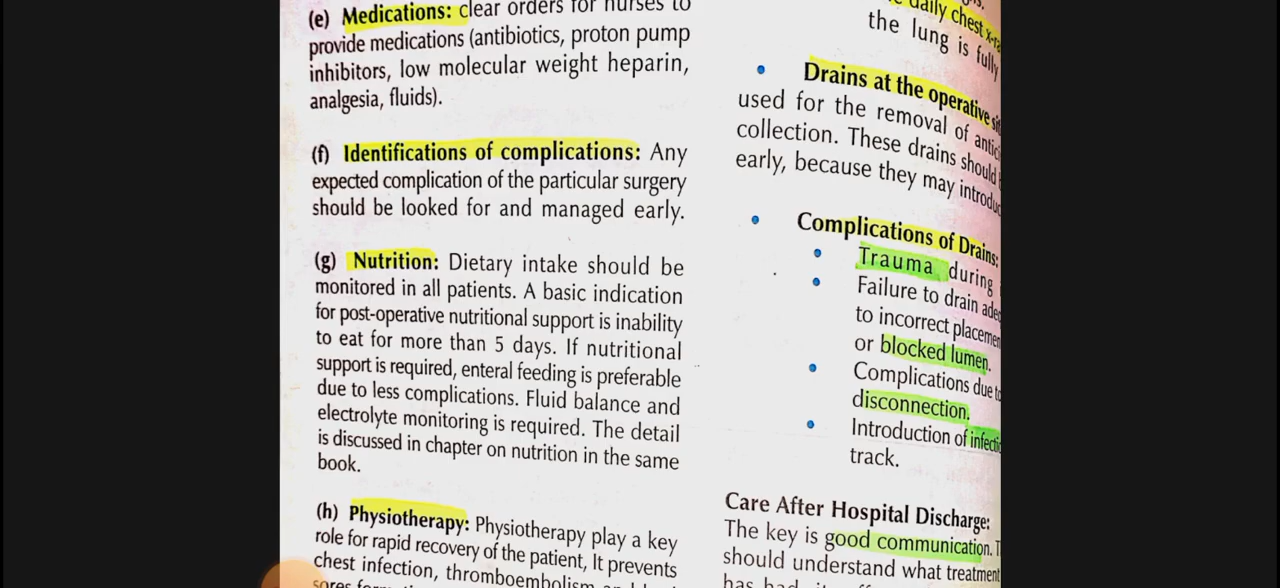 (e) Medications: clear orders for nurses to
provide medications (antibiotics, proton pump
inhibitors, low molecular weight heparin,
analgesia, fluids).
(f) Identifications of complications: Any
expected complication of the particular surgery
should be looked for and managed early.
(g) Nutrition: Dietary intake should be
monitored in all patients. A basic indication
for post-operative nutritional support is inability
to eat for more than 5 days. If nutritional
support is required, enteral feeding is preferable
due to less complications. Fluid balance and
electrolyte monitoring is required. The detail
is discussed in chapter on nutrition in the same
book.
(h) Physiotherapy: Physiotherapy play a key
role for rapid recovery of the patient, It prevents
chest infection, thromboembolism
daily chest
the lung is fully
• Drains at the operative
used for the removal of
collection. These drains should
early, because they may
• Complications of Drains:
• Trauma during
• Failure to drain
to incorrect
or blocked lumen.
• Complications due
disconnection.
• Introduction of
track.
Care After Hospital Discharge:
The key is good communication.
should understand what treatment
has had